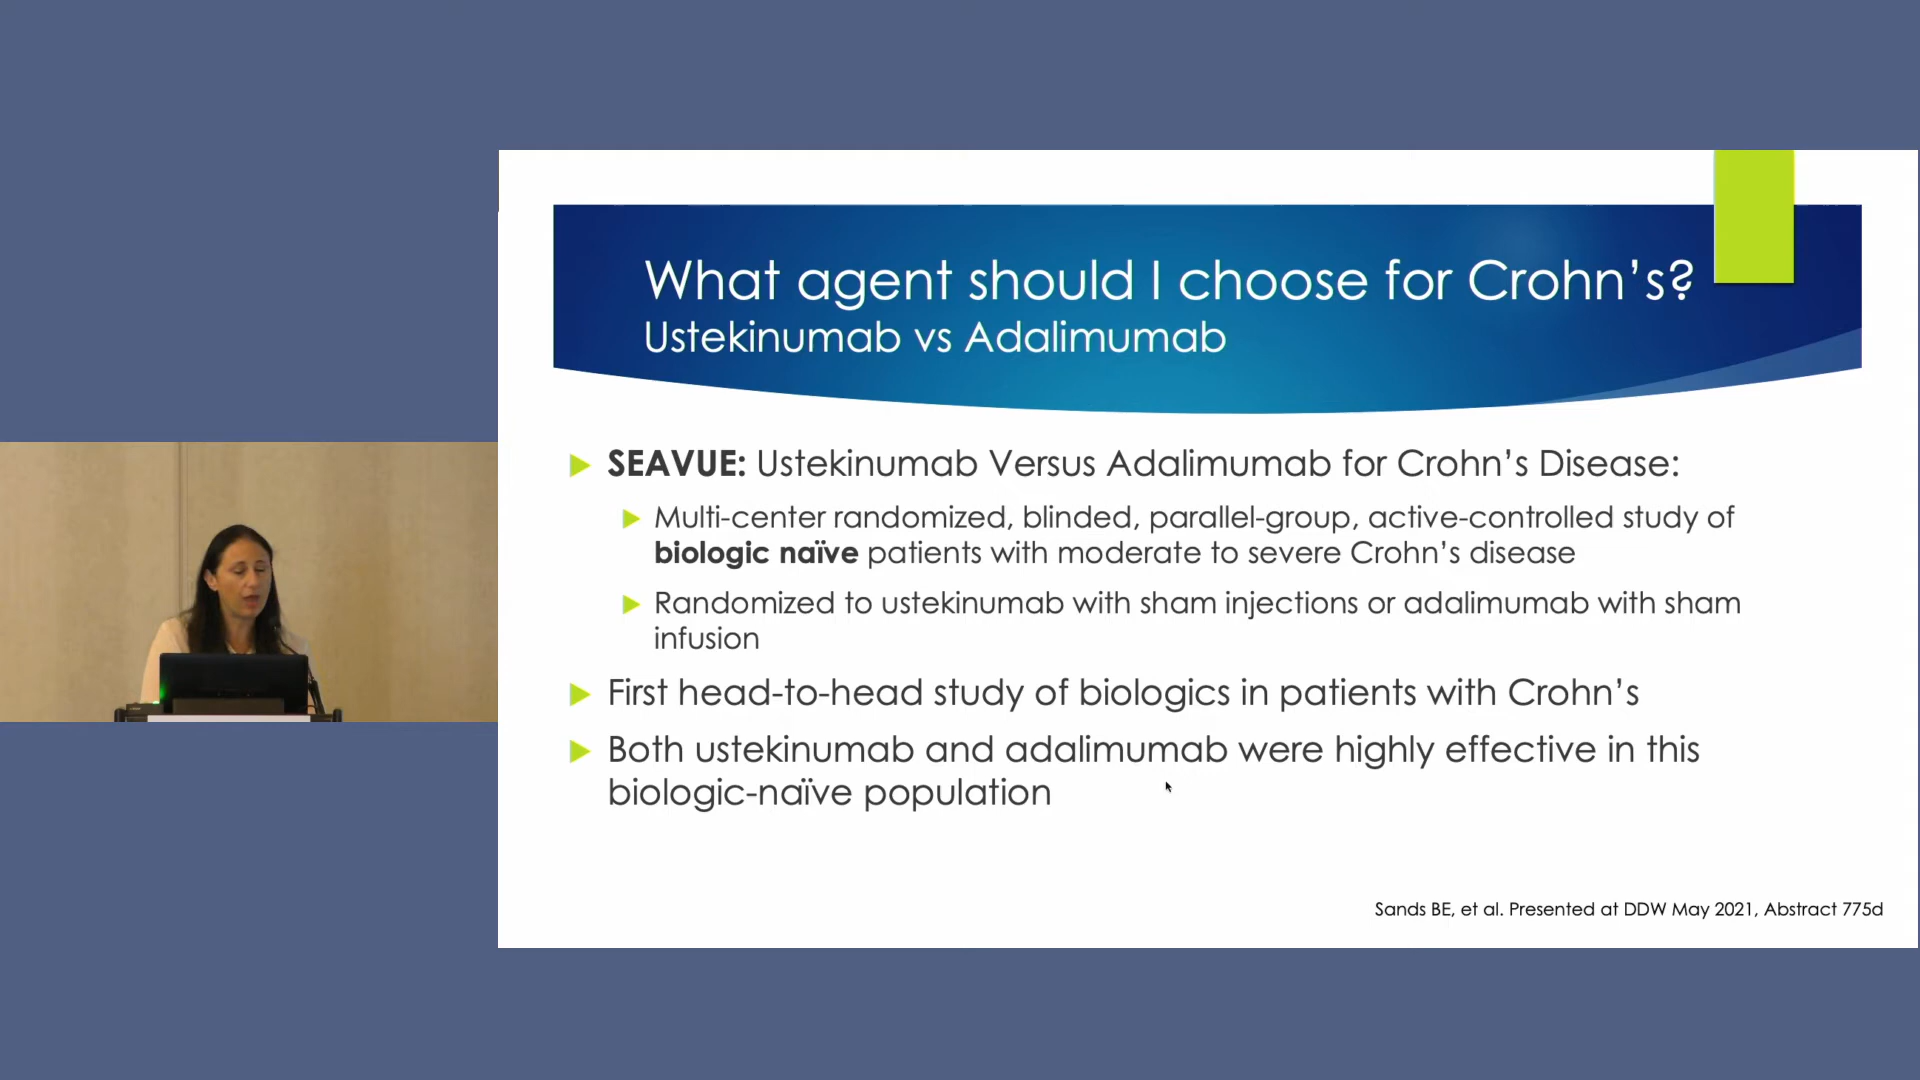 What agent should I choose for Crohn's?
Ustekinumab vs Adalimumab
SEAVUE: Ustekinumab Versus Adalimumab for Crohn's Disease:
Multi-center randomized, blinded, parallel-group, active-controlled study of
biologic naïve patients with moderate to severe Crohn's disease
Randomized to ustekinumab with sham injections or adalimumab with sham
infusion
First head-to-head study of biologics in patients with Crohn's
Both ustekinumab and adalimumab were highly effective in this
biologic-naïve population
Sands BE, et al. Presented at DDW May 2021, Abstract 775d